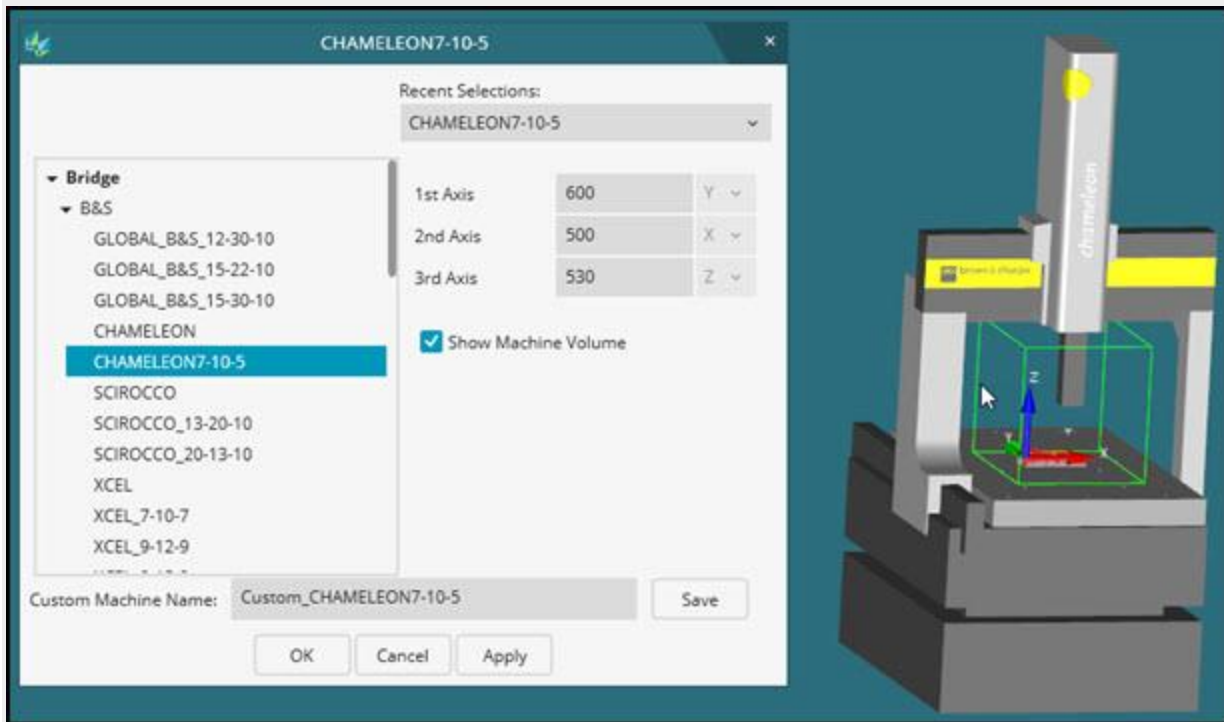 CHAMELEON7-10-5
Recent Selections:
CHAMELEON7-10-5
Bridge
B&S
GLOBAL_B&S_12-30-10
GLOBAL_B&S_15-22-10
GLOBAL_B&S_15-30-10
CHAMELEON
CHAMELEON7-10-5
SCIROCCO
SCIROCCO_13-20-10
SCIROCCO_20-13-10
XCEL
XCEL_7-10-7
XCEL_9-12-9
1st Axis 600 Y
2nd Axis 500 X
3rd Axis 530 Z
Show Machine Volume
Custom Machine Name: Custom_CHAMELEON7-10-5 Save
OK Cancel Apply
chameleon
brown & sharpe
Z
Y
Y
X